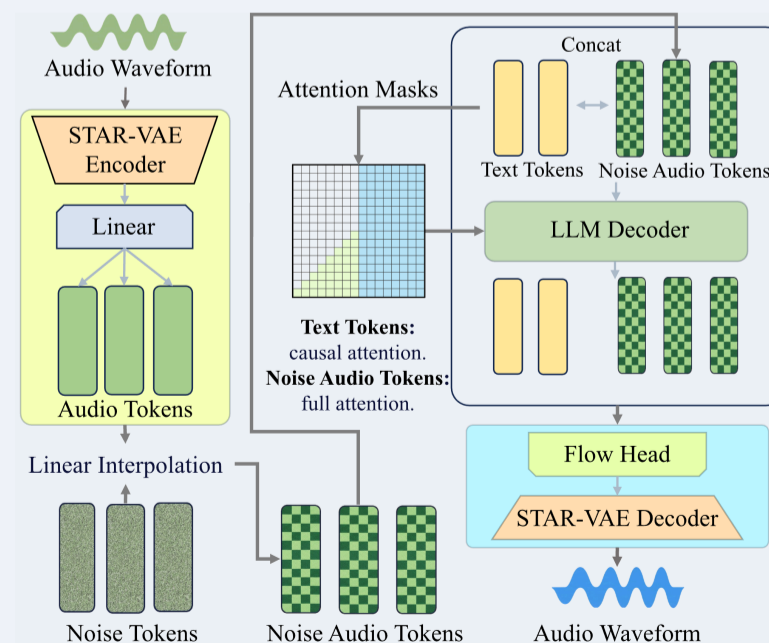 Audio Waveform
STAR-VAE
Encoder
Linear
Audio Tokens
Linear Interpolation
Noise Tokens
Noise Audio Tokens
Attention Masks
Text Tokens:
causal attention.
Noise Audio Tokens:
full attention.
Concat
Text Tokens
Noise Audio Tokens
LLM Decoder
Flow Head
STAR-VAE Decoder
Audio Waveform